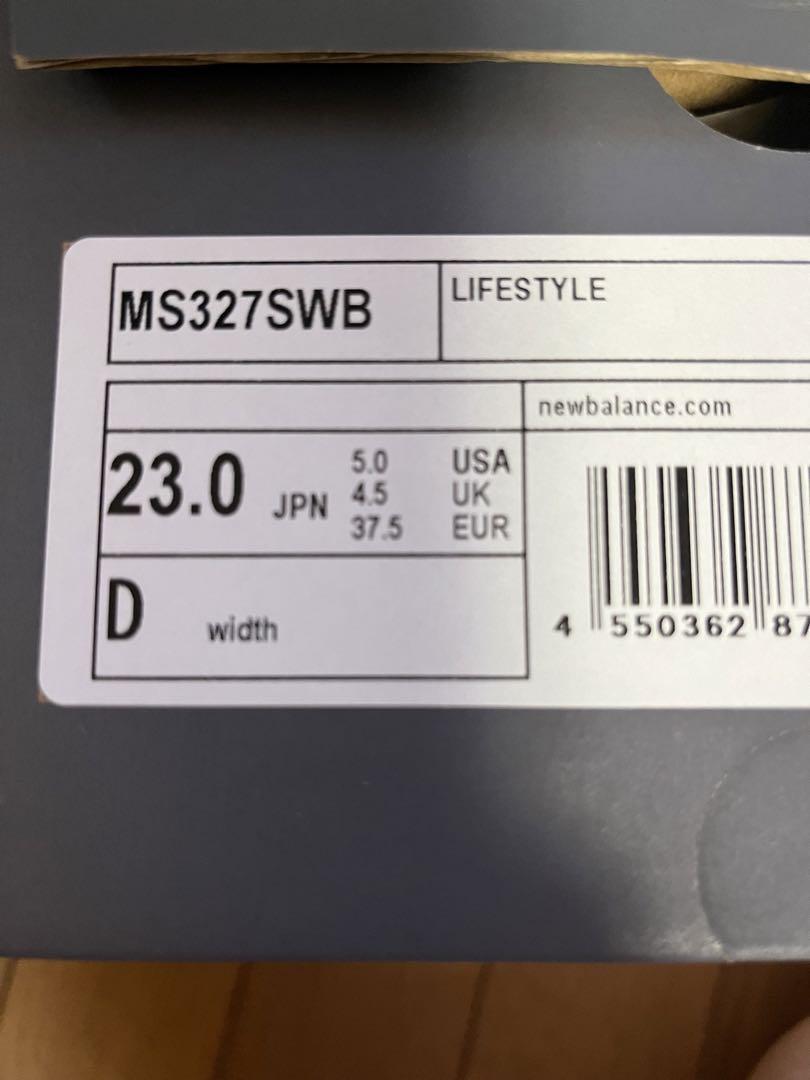 MS327SWB
LIFESTYLE
newbalance.com
23.0 JPN
5.0 USA
4.5 UK
37.5 EUR
D width
4 550362 87